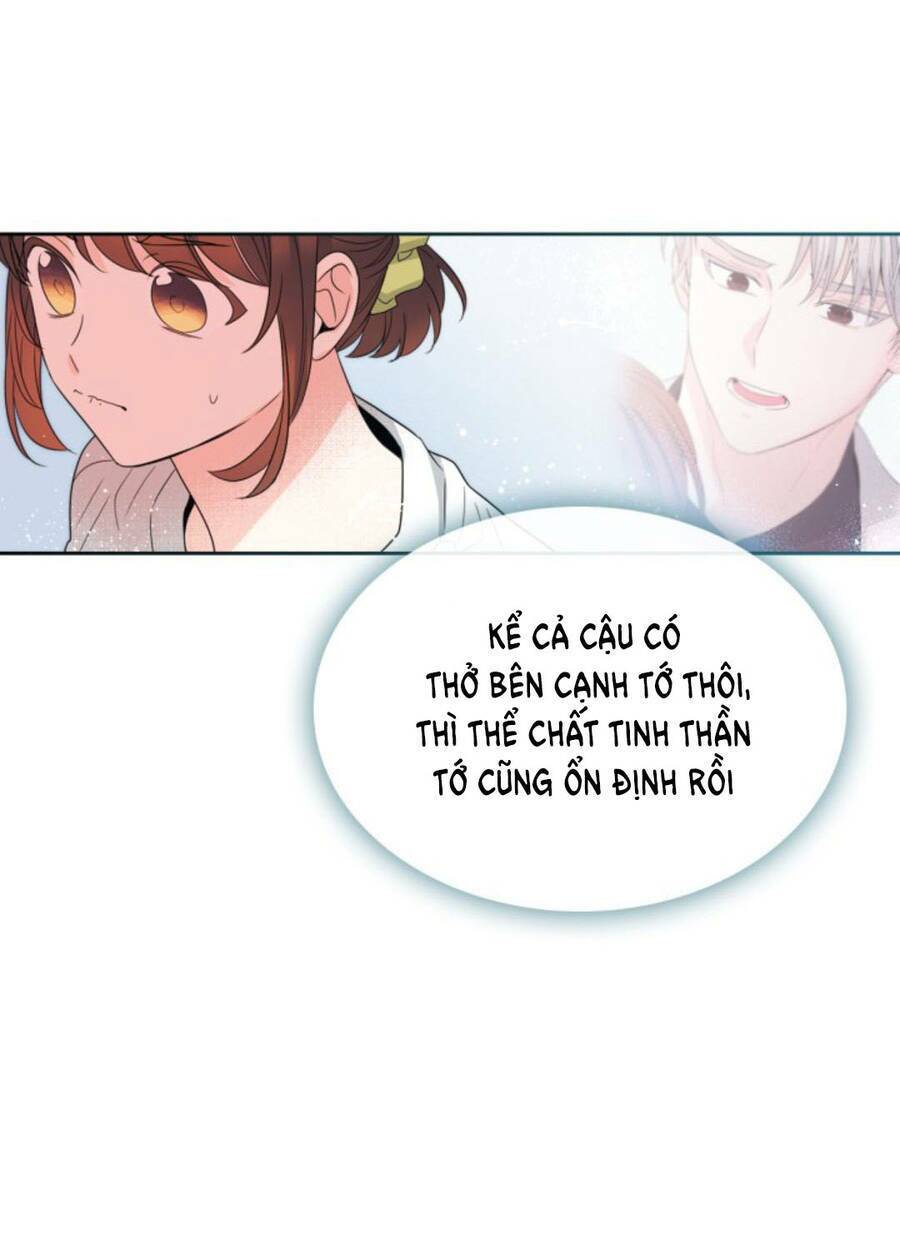 KỂ CẢ CẬU CÓ
THỞ BÊN CẠNH TỚ THÔI,
THÌ THỂ CHẤT TINH THẦN
TỚ CŨNG ỔN ĐỊNH RỒI